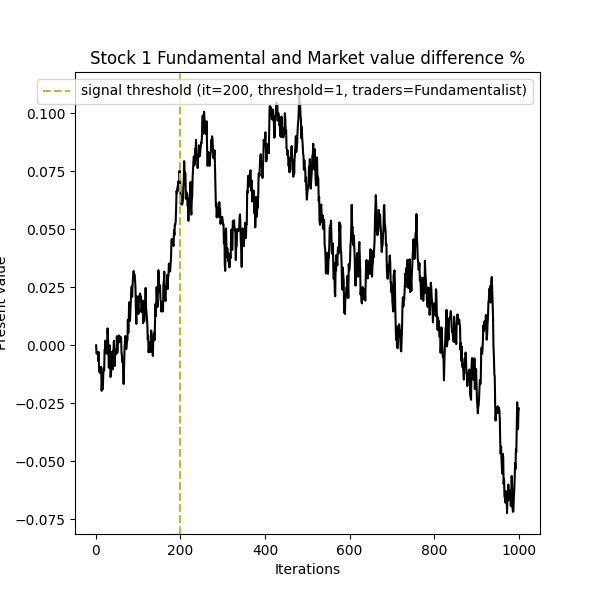 Stock 1 Fundamental and Market value difference %
signal threshold (it=200, threshold=1, traders=Fundamentalist)
0.100
0.075
0.050
0.025
0.000
−0.025
−0.050
−0.075
Present value
0 200 400 600 800 1000
Iterations